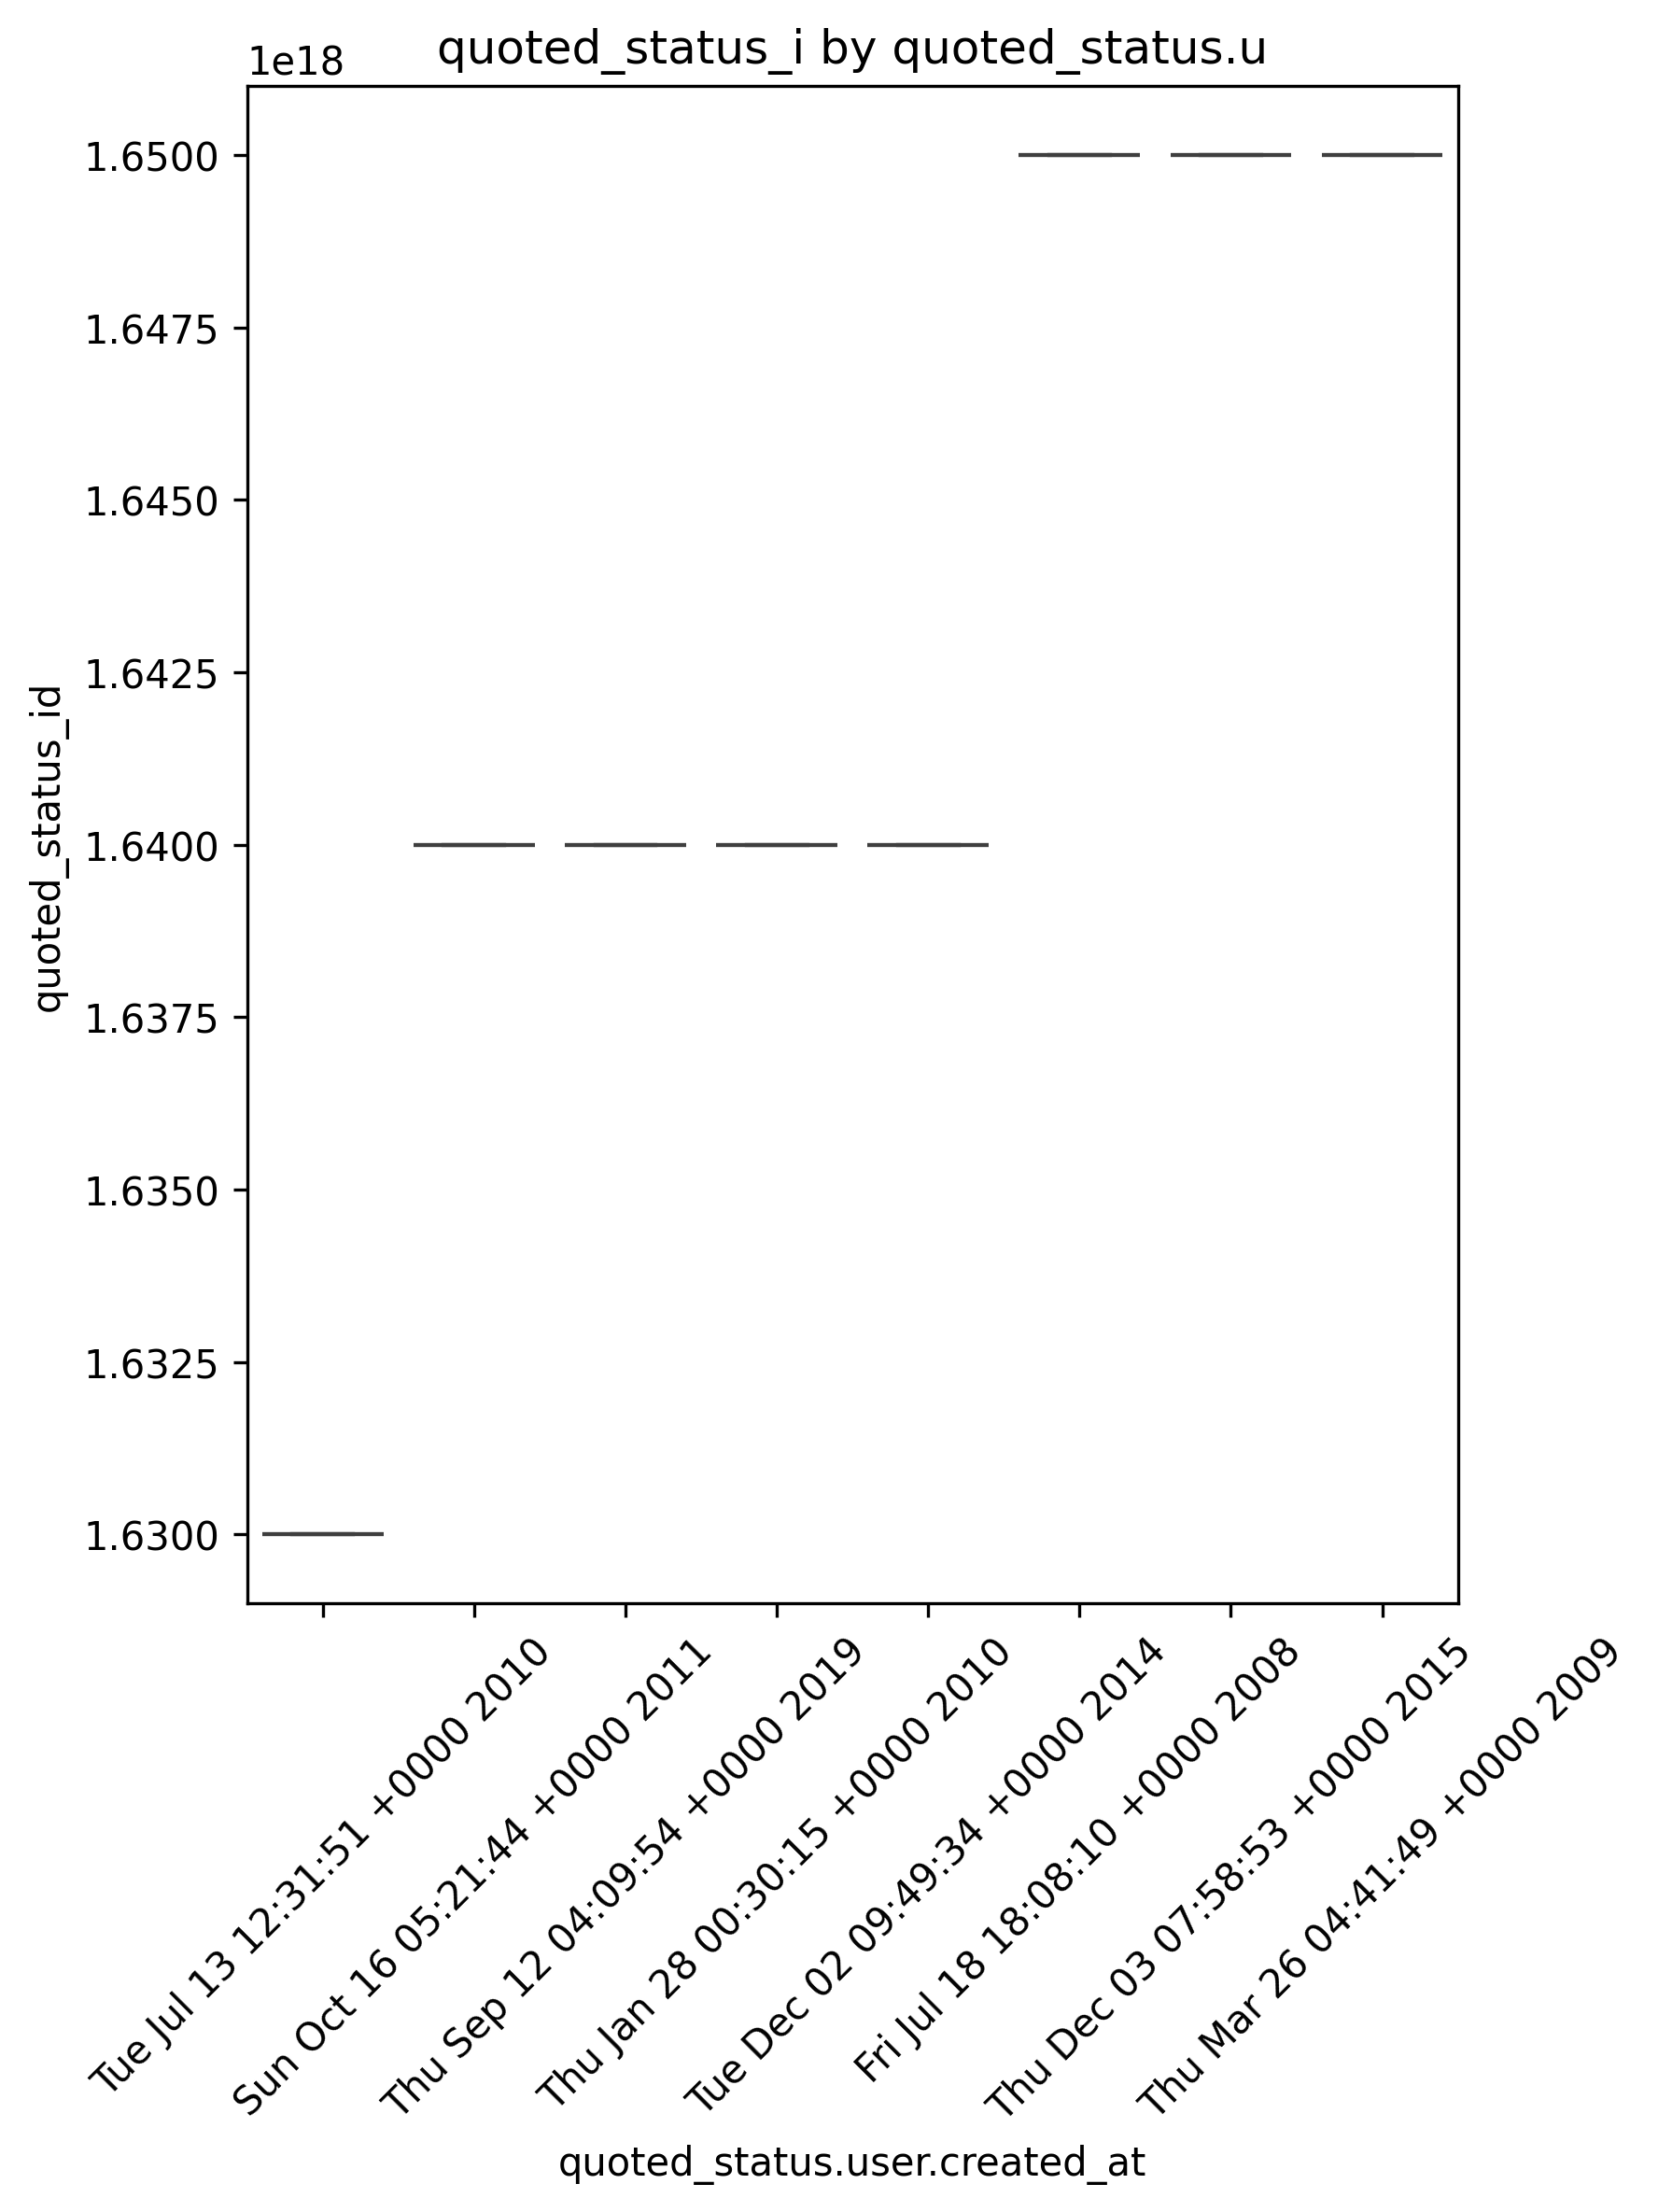 quoted_status_i by quoted_status.u
1e18
1.6500
1.6475
1.6450
1.6425
1.6400
1.6375
1.6350
1.6325
1.6300
quoted_status_id
Tue Jul 13 12:31:51 +0000 2010
Sun Oct 16 05:21:44 +0000 2011
Thu Sep 12 04:09:54 +0000 2019
Thu Jan 28 00:30:15 +0000 2010
Tue Dec 02 09:49:34 +0000 2014
Fri Jul 18 18:08:10 +0000 2008
Thu Dec 03 07:58:53 +0000 2015
Thu Mar 26 04:41:49 +0000 2009
quoted_status.user.created_at